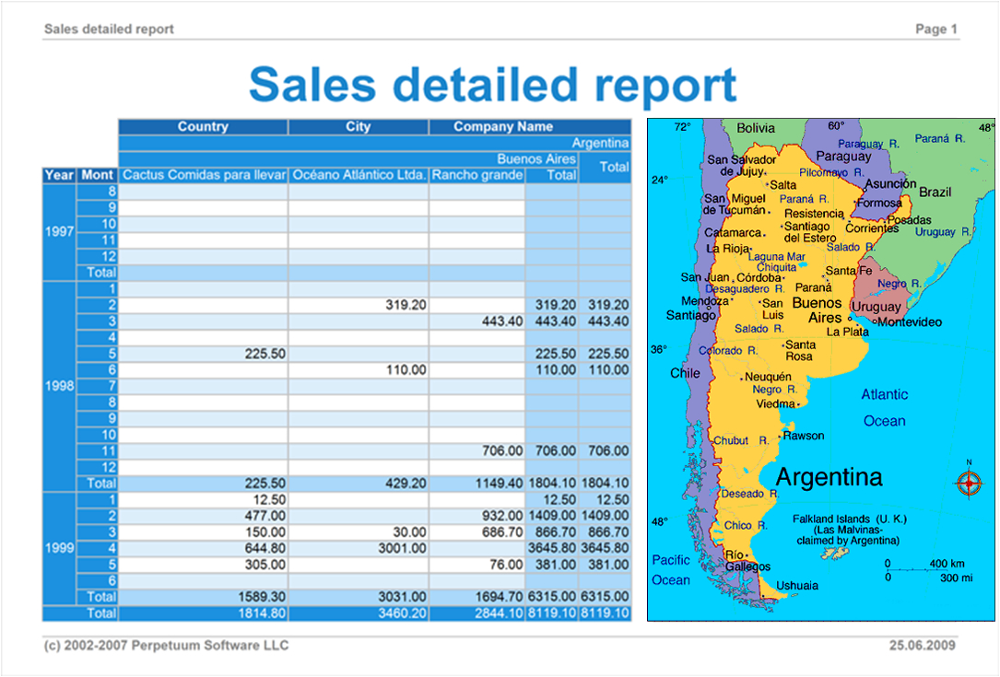 Sales detailed report Page 1
Sales detailed report
Country City Company Name
Argentina
Buenos Aires Total
Year Mont Cactus Comidas para llevar Océano Atlántico Ltda. Rancho grande Total
1997 8
9
10
11
12
Total
1998 1
2 319.20 319.20 319.20
3 443.40 443.40 443.40
4
5 225.50 225.50 225.50
6 110.00 110.00 110.00
7
8
9
10
11 706.00 706.00 706.00
12
Total 225.50 429.20 1149.40 1804.10 1804.10
1999 1 12.50 12.50 12.50
2 477.00 932.00 1409.00 1409.00
3 150.00 30.00 686.70 866.70 866.70
4 644.80 3001.00 3645.80 3645.80
5 305.00 76.00 381.00 381.00
6
Total 1589.30 3031.00 1694.70 6315.00 6315.00
Total 1814.80 3460.20 2844.10 8119.10 8119.10
72° Bolivia 60° 48°
Paraguay R. Paraná R.
Paraguay
San Salvador
de Jujuy
Pilcomayo R.
24° Salta Asunción
Brazil
San Miguel
de Tucumán
Paraná R. Formosa
Resistencia
Posadas
Corrientes
Santiago
del Estero
Catamarca
Uruguay R.
La Rioja Salado R.
Laguna Mar
Chiquita
Santa Fe
San Juan Córdoba
Negro R.
Desaguadero R. Paraná
Mendoza San
Luis
Buenos
Aires
Uruguay
Santiago
Montevideo
Salado R. La Plata
36° Colorado R. Santa
Rosa
Chile Neuquén
Negro R.
Atlantic
Ocean
Viedma
Rawson
Chubut R.
Argentina
N
Deseado R.
48° Chico R.
Falkland Islands (U. K.)
(Las Malvinas-
claimed by Argentina)
Río
Gallegos
Pacific
Ocean
0 400 km
0 300 mi
Ushuaia
(c) 2002-2007 Perpetuum Software LLC 25.06.2009